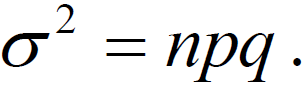 σ² = npq.